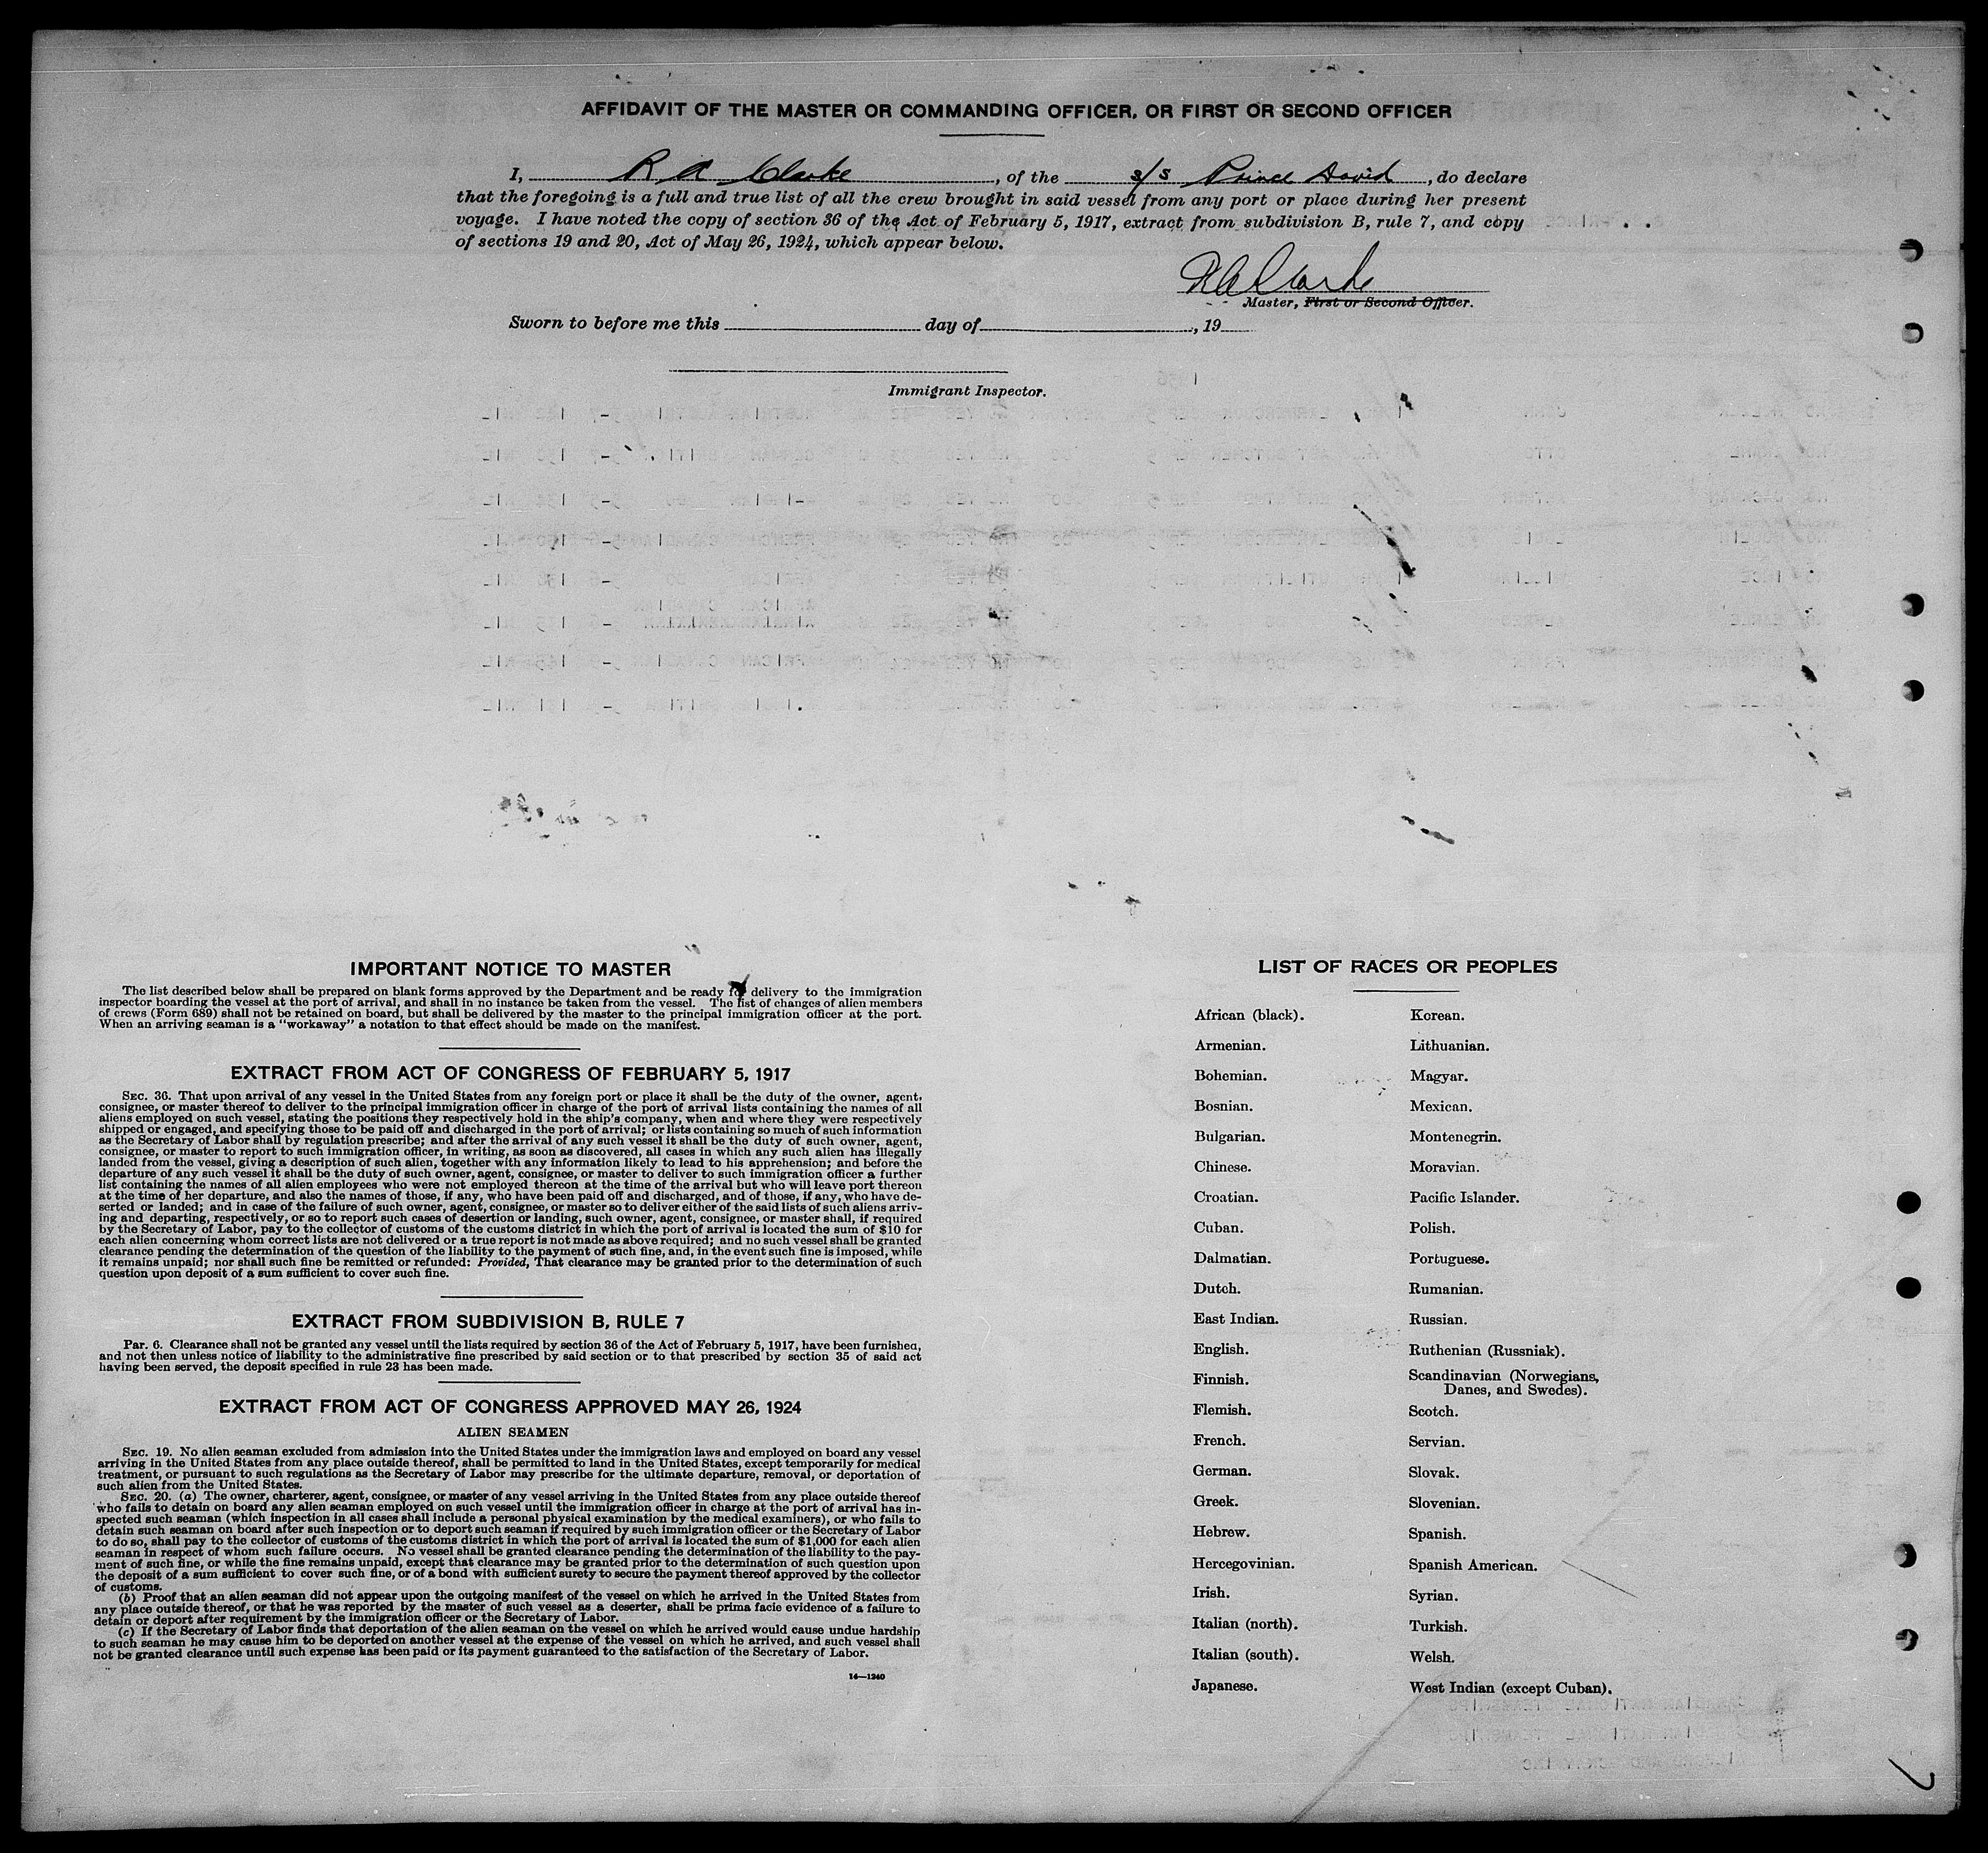 AFFIDAVIT OF THE MASTER OR COMMANDING OFFICER, OR FIRST OR SECOND OFFICER
I, R A Clarke, of the s/s Prince David, do declare
that the foregoing is a full and true list of all the crew brought in said vessel from any port or place during her present
voyage. I have noted the copy of section 36 of the Act of February 5, 1917, extract from subdivision B, rule 7, and copy
of sections 19 and 20, Act of May 26, 1924, which appear below.
R A Clarke
Master, First or Second Officer.
Sworn to before me this day of , 19
Immigrant Inspector.
IMPORTANT NOTICE TO MASTER
The list described below shall be prepared on blank forms approved by the Department and be ready for delivery to the immigration
inspector boarding the vessel at the port of arrival, and shall in no instance be taken from the vessel. The list of changes of alien members
of crews (Form 689) shall not be retained on board, but shall be delivered by the master to the principal immigration officer at the port.
When an arriving seaman is a "workaway" a notation to that effect should be made on the manifest.
EXTRACT FROM ACT OF CONGRESS OF FEBRUARY 5, 1917
SEC. 36. That upon arrival of any vessel in the United States from any foreign port or place it shall be the duty of the owner, agent,
consignee, or master thereof to deliver to the principal immigration officer in charge of the port of arrival lists containing the names of all
aliens employed on such vessel, stating the positions they respectively hold in the ship's company, when and where they were respectively
shipped or engaged, and specifying those to be paid off and discharged in the port of arrival; or lists containing so much of such information
as the Secretary of Labor shall by regulation prescribe; and after the arrival of any such vessel it shall be the duty of such owner, agent,
consignee, or master to report to such immigration officer, in writing, as soon as discovered, all cases in which any such alien has illegally
landed from the vessel, giving a description of such alien, together with any information likely to lead to his apprehension; and before the
departure of any such vessel it shall be the duty of such owner, agent, consignee, or master to deliver to such immigration officer a further
list containing the names of all alien employees who were not employed thereon at the time of the arrival but who will leave port thereon
at the time of her departure, and also the names of those, if any, who have been paid off and discharged, and of those, if any, who have de-
serted or landed; and in case of the failure of such owner, agent, consignee, or master so to deliver either of the said lists of such aliens arriv-
ing and departing, respectively, or so to report such cases of desertion or landing, such owner, agent, consignee, or master shall, if required
by the Secretary of Labor, pay to the collector of customs of the customs district in which the port of arrival is located the sum of $10 for
each alien concerning whom correct lists are not delivered or a true report is not made as above required; and no such vessel shall be granted
clearance pending the determination of the question of the liability to the payment of such fine, and, in the event such fine is imposed, while
it remains unpaid; nor shall such fine be remitted or refunded: Provided, That clearance may be granted prior to the determination of such
question upon deposit of a sum sufficient to cover such fine.
EXTRACT FROM SUBDIVISION B, RULE 7
Par. 6. Clearance shall not be granted any vessel until the lists required by section 36 of the Act of February 5, 1917, have been furnished,
and not then unless notice of liability to the administrative fine prescribed by said section or to that prescribed by section 35 of said act
having been served, the deposit specified in rule 23 has been made.
EXTRACT FROM ACT OF CONGRESS APPROVED MAY 26, 1924
ALIEN SEAMEN
SEC. 19. No alien seaman excluded from admission into the United States under the immigration laws and employed on board any vessel
arriving in the United States from any place outside thereof, shall be permitted to land in the United States, except temporarily for medical
treatment, or pursuant to such regulations as the Secretary of Labor may prescribe for the ultimate departure, removal, or deportation of
such alien from the United States.
SEC. 20. (a) The owner, charterer, agent, consignee, or master of any vessel arriving in the United States from any place outside thereof
who fails to detain on board any alien seaman employed on such vessel until the immigration officer in charge at the port of arrival has in-
spected such seaman (which inspection in all cases shall include a personal physical examination by the medical examiners), or who fails to
detain such seaman on board after such inspection or to deport such seaman if required by such immigration officer or the Secretary of Labor
to do so, shall pay to the collector of customs of the customs district in which the port of arrival is located the sum of $1,000 for each alien
seaman in respect of whom such failure occurs. No vessel shall be granted clearance pending the determination of the liability to the pay-
ment of such fine, or while the fine remains unpaid, except that clearance may be granted prior to the determination of such question upon
the deposit of a sum sufficient to cover such fine, or of a bond with sufficient surety to secure the payment thereof approved by the collector
of customs.
(b) Proof that an alien seaman did not appear upon the outgoing manifest of the vessel on which he arrived in the United States from
any place outside thereof, or that he was reported by the master of such vessel as a deserter, shall be prima facie evidence of a failure to
detain or deport after requirement by the immigration officer or the Secretary of Labor.
(c) If the Secretary of Labor finds that deportation of the alien seaman on the vessel on which he arrived would cause undue hardship
to such seaman he may cause him to be deported on another vessel at the expense of the vessel on which he arrived, and such vessel shall
not be granted clearance until such expense has been paid or its payment guaranteed to the satisfaction of the Secretary of Labor.
14—1240
LIST OF RACES OR PEOPLES
African (black).
Armenian.
Bohemian.
Bosnian.
Bulgarian.
Chinese.
Croatian.
Cuban.
Dalmatian.
Dutch.
East Indian.
English.
Finnish.
Flemish.
French.
German.
Greek.
Hebrew.
Hercegovinian.
Irish.
Italian (north).
Italian (south).
Japanese.
Korean.
Lithuanian.
Magyar.
Mexican.
Montenegrin.
Moravian.
Pacific Islander.
Polish.
Portuguese.
Rumanian.
Russian.
Ruthenian (Russniak).
Scandinavian (Norwegians,
Danes, and Swedes).
Scotch.
Servian.
Slovak.
Slovenian.
Spanish.
Spanish American.
Syrian.
Turkish.
Welsh.
West Indian (except Cuban).
7